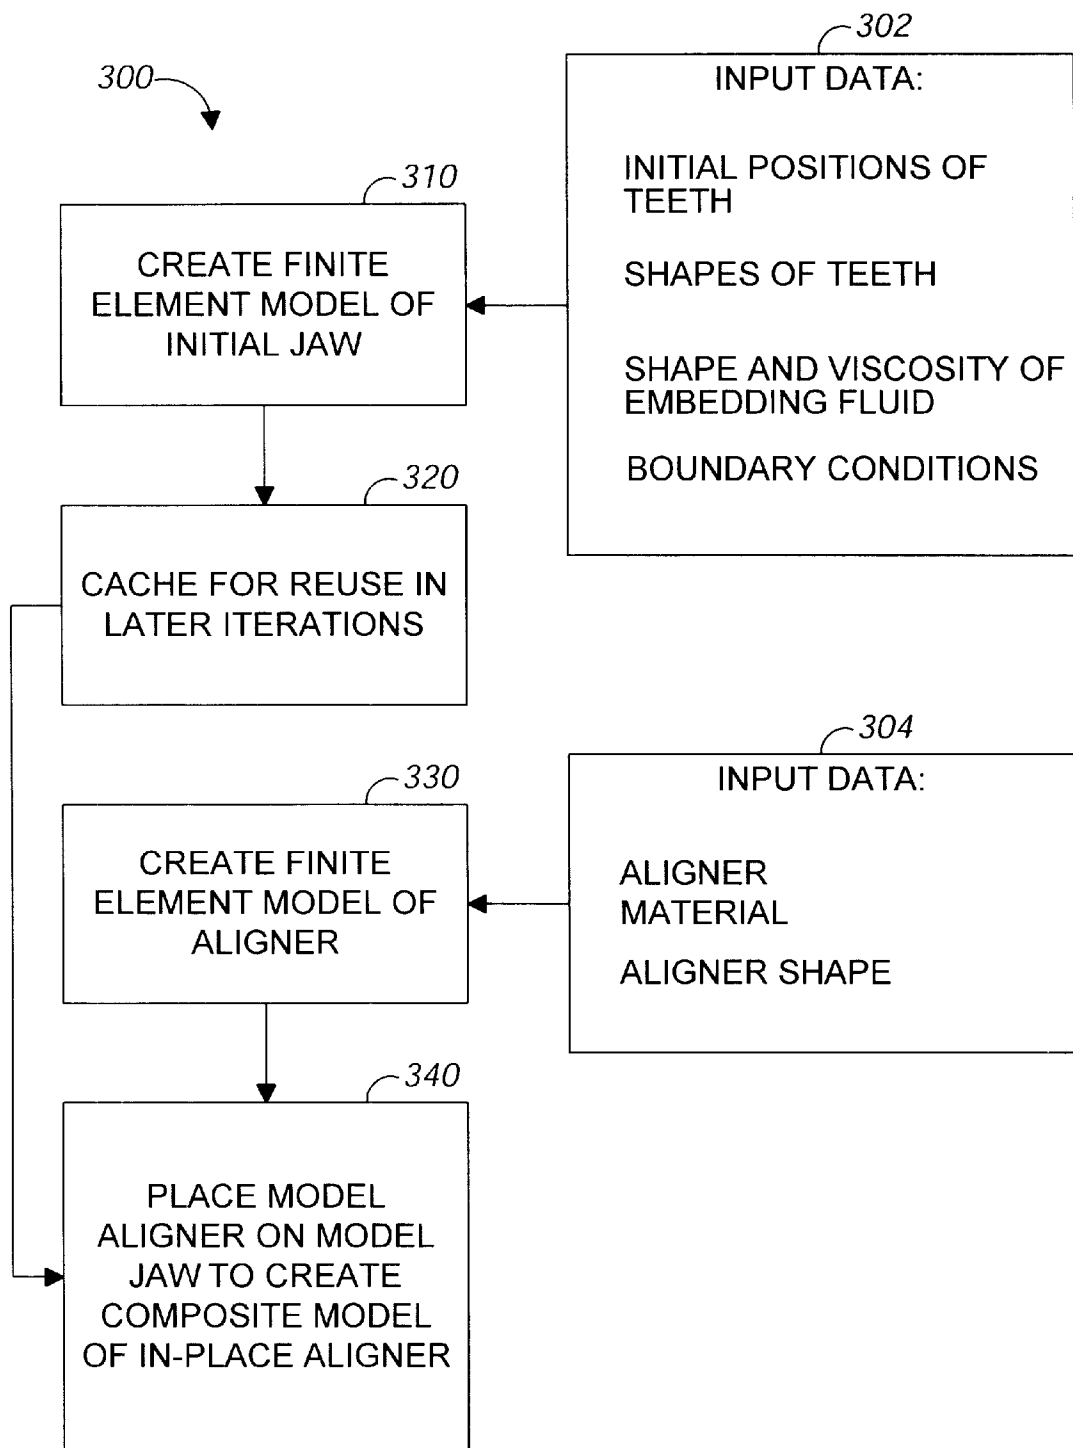 302
INPUT DATA:
INITIAL POSITIONS OF
TEETH
SHAPES OF TEETH
SHAPE AND VISCOSITY OF
EMBEDDING FLUID
BOUNDARY CONDITIONS
300
310
CREATE FINITE
ELEMENT MODEL OF
INITIAL JAW
320
CACHE FOR REUSE IN
LATER ITERATIONS
304
INPUT DATA:
ALIGNER
MATERIAL
ALIGNER SHAPE
330
CREATE FINITE
ELEMENT MODEL OF
ALIGNER
340
PLACE MODEL
ALIGNER ON MODEL
JAW TO CREATE
COMPOSITE MODEL
OF IN-PLACE ALIGNER